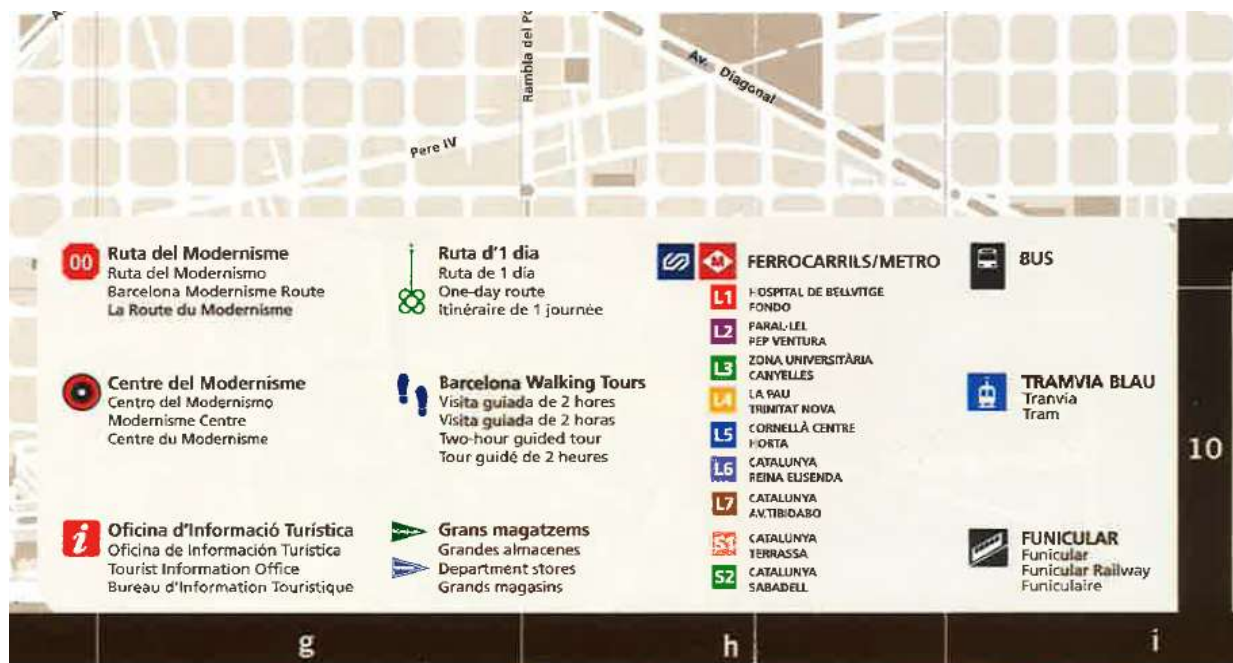 Rambla del Po
Av. Diagonal
Pere IV
00
Ruta del Modernisme
Ruta del Modernismo
Barcelona Modernisme Route
La Route du Modernisme
Centre del Modernisme
Centro del Modernismo
Modernisme Centre
Centre du Modernisme
i
Oficina d'Informació Turística
Oficina de Información Turística
Tourist Information Office
Bureau d'Information Touristique
Ruta d'1 dia
Ruta de 1 día
One-day route
Itinéraire de 1 journée
Barcelona Walking Tours
Visita guiada de 2 hores
Visita guiada de 2 horas
Two-hour guided tour
Tour guidé de 2 heures
Grans magatzems
Grandes almacenes
Department stores
Grands magasins
M
FERROCARRILS/METRO
L1 HOSPITAL DE BELLVITGE
FONDO
L2 PARAL·LEL
PEP VENTURA
L3 ZONA UNIVERSITÀRIA
CANYELLES
L4 LA PAU
TRINITAT NOVA
L5 CORNELLÀ CENTRE
HORTA
L6 CATALUNYA
REINA ELISENDA
L7 CATALUNYA
AV.TIBIDABO
S1 CATALUNYA
TERRASSA
S2 CATALUNYA
SABADELL
BUS
TRAMVIA BLAU
Tranvía
Tram
FUNICULAR
Funicular
Funicular Railway
Funiculaire
10
g
h
i